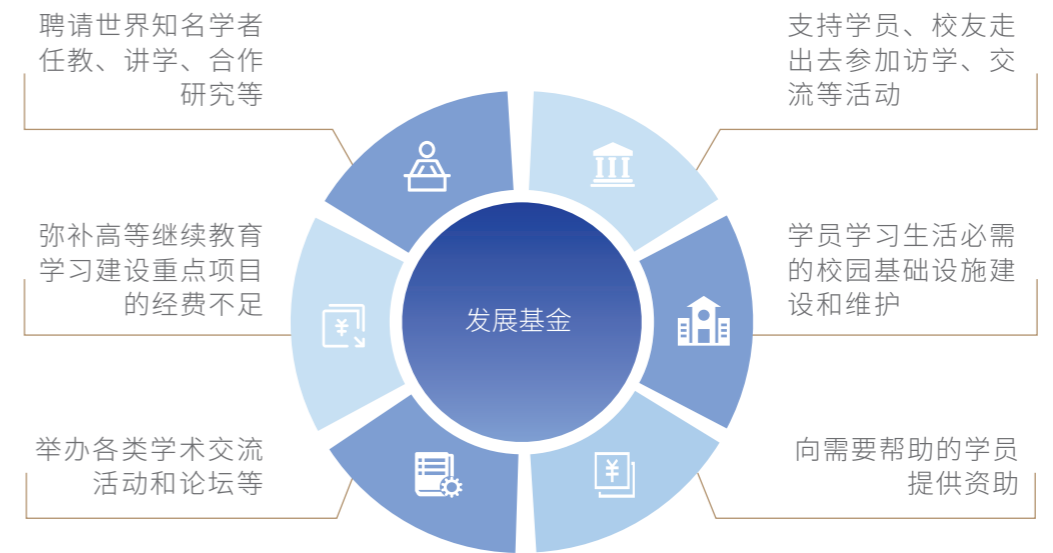 聘请世界知名学者
任教、讲学、合作
研究等
支持学员、校友走
出去参加访学、交
流等活动
弥补高等继续教育
学习建设重点项目
的经费不足
发展基金
学员学习生活必需
的校园基础设施建
设和维护
举办各类学术交流
活动和论坛等
向需要帮助的学员
提供资助
¥
¥